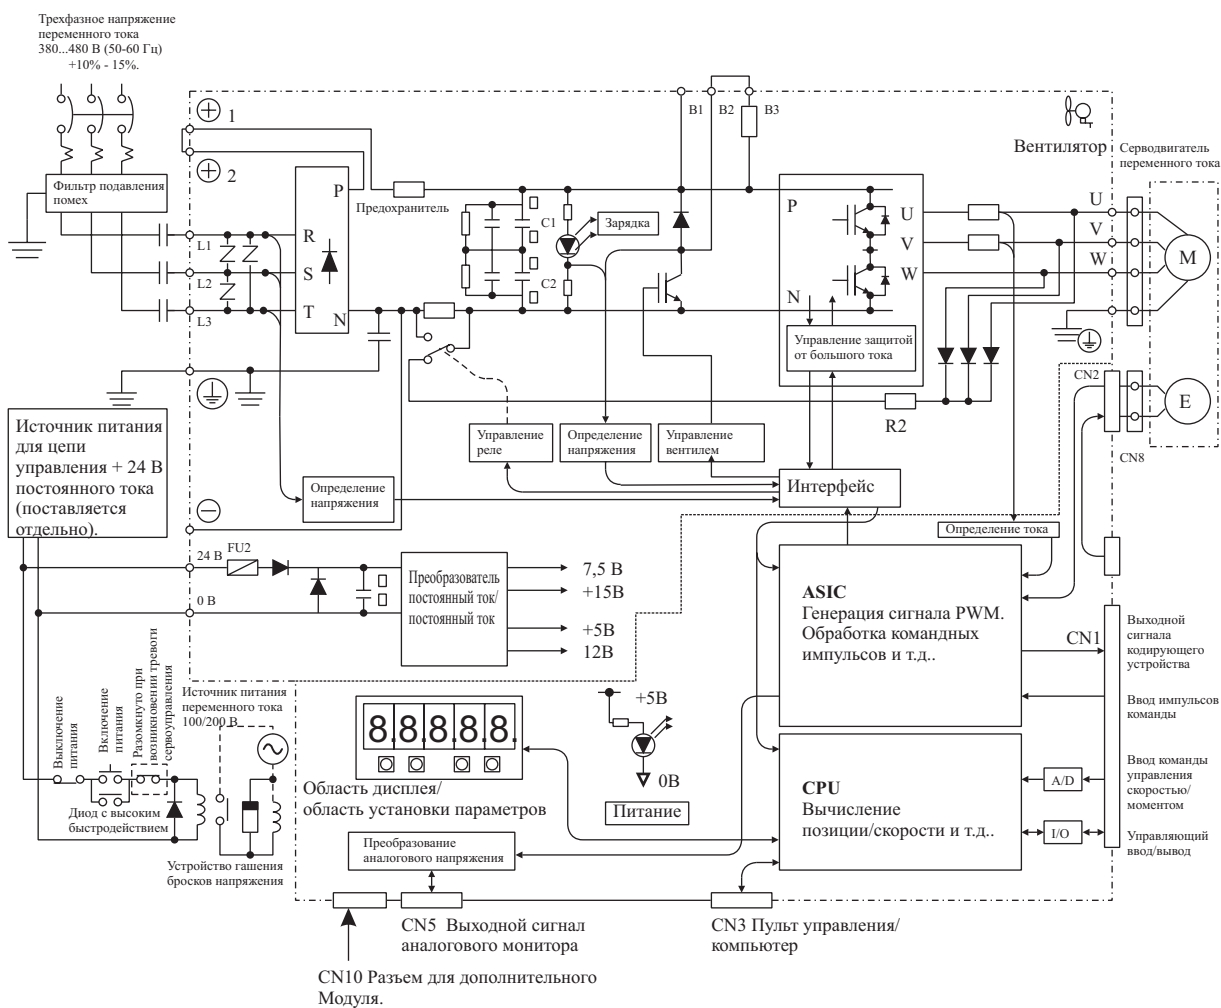 Трехфазное напряжение
переменного тока
380...480 В (50-60 Гц)
+10% - 15%.
1
2
B1
B2
B3
Вентилятор
Серводвигатель
переменного тока
Фильтр подавления
помех
P
Предохранитель
R
S
T
N
L1
L2
L3
C1
C2
Зарядка
P
N
U
V
W
U
V
W
M
Управление защитой
от большого тока
CN2
E
R2
CN8
Источник питания
для цепи
управления + 24 В
постоянного тока
(поставляется
отдельно).
Управление
реле
Определение
напряжения
Управление
вентилем
Определение
напряжения
Интерфейс
Определение тока
24 В
FU2
0 В
Преобразователь
постоянный ток/
постоянный ток
7,5 В
+15В
+5В
12В
ASIC
Генерация сигнала PWM.
Обработка командных
импульсов и т.д..
CN1
Выходной
сигнала
кодирующего
устройства
Ввод импульсов
команды
Выключение
питания
Включение
питания
Разомкнуто при
возникновении тревоги
сервоуправления
Источник питания
переменного тока
100/200 В
Диод с высоким
быстродействием
Устройство гашения
бросков напряжения
8.8.8.8.8.
Область дисплея/
область установки параметров
+5В
0В
Питание
CPU
Вычисление
позиции/скорости и т.д..
A/D
I/O
Ввод команды
управления
скоростью/
моментом
Управляющий
ввод/вывод
Преобразование
аналогового напряжения
CN5 Выходной сигнал
аналогового монитора
CN3 Пульт управления/
компьютер
CN10 Разъем для дополнительного
Модуля.